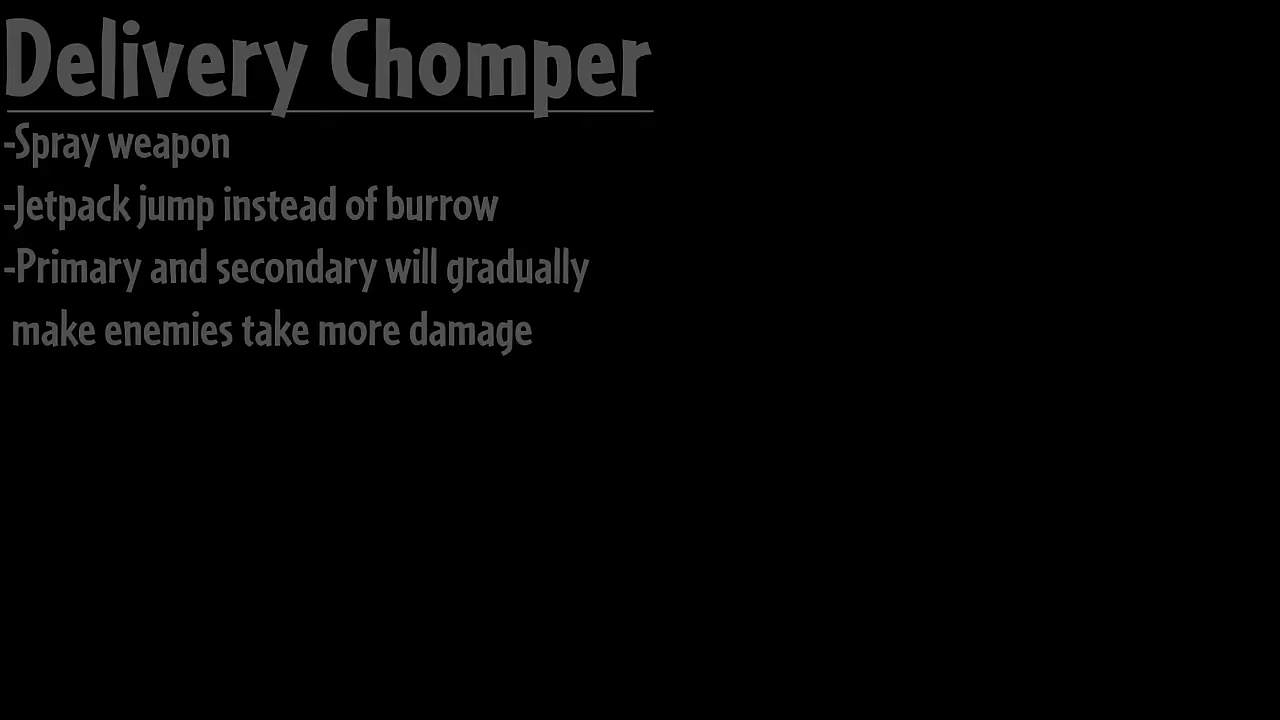 Delivery Chomper
-Spray weapon
-Jetpack jump instead of burrow
-Primary and secondary will gradually
make enemies take more damage